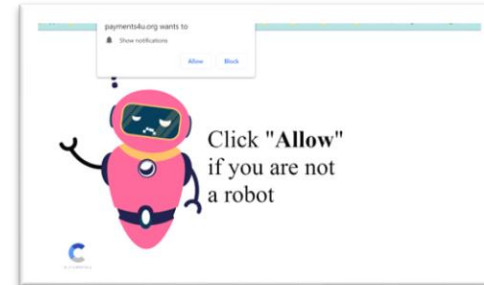 payments4u.org wants to
Show notifications
Allow Block
Click "Allow"
if you are not
a robot